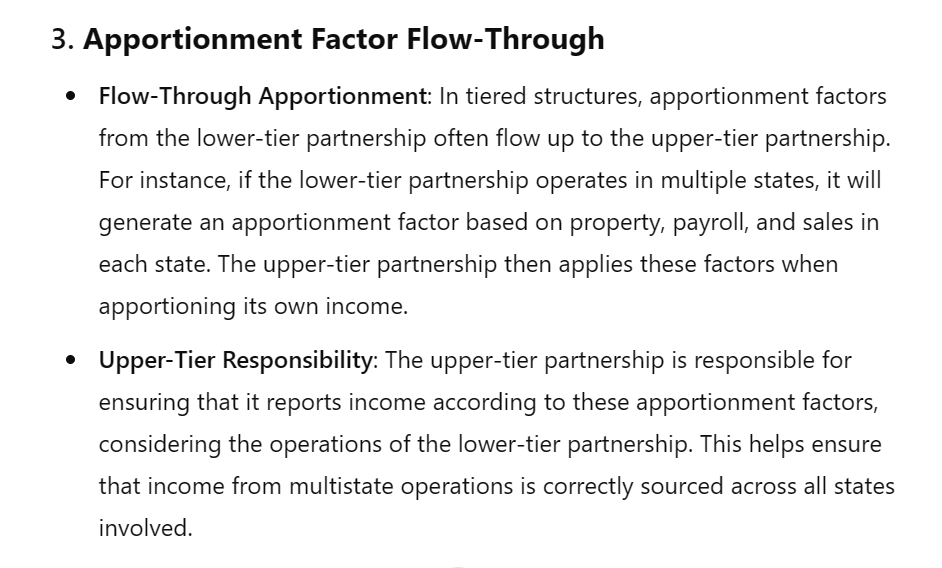 3. Apportionment Factor Flow-Through
• Flow-Through Apportionment: In tiered structures, apportionment factors
from the lower-tier partnership often flow up to the upper-tier partnership.
For instance, if the lower-tier partnership operates in multiple states, it will
generate an apportionment factor based on property, payroll, and sales in
each state. The upper-tier partnership then applies these factors when
apportioning its own income.
• Upper-Tier Responsibility: The upper-tier partnership is responsible for
ensuring that it reports income according to these apportionment factors,
considering the operations of the lower-tier partnership. This helps ensure
that income from multistate operations is correctly sourced across all states
involved.